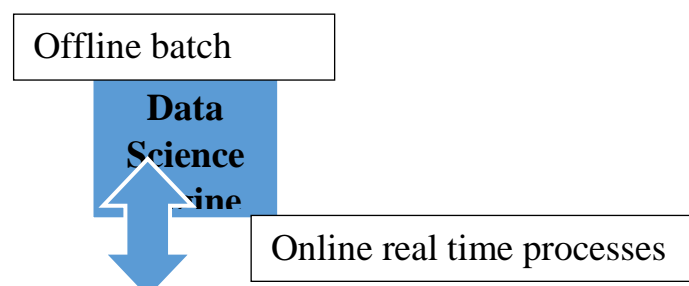 Offline batch
Data
Science
Online real time processes